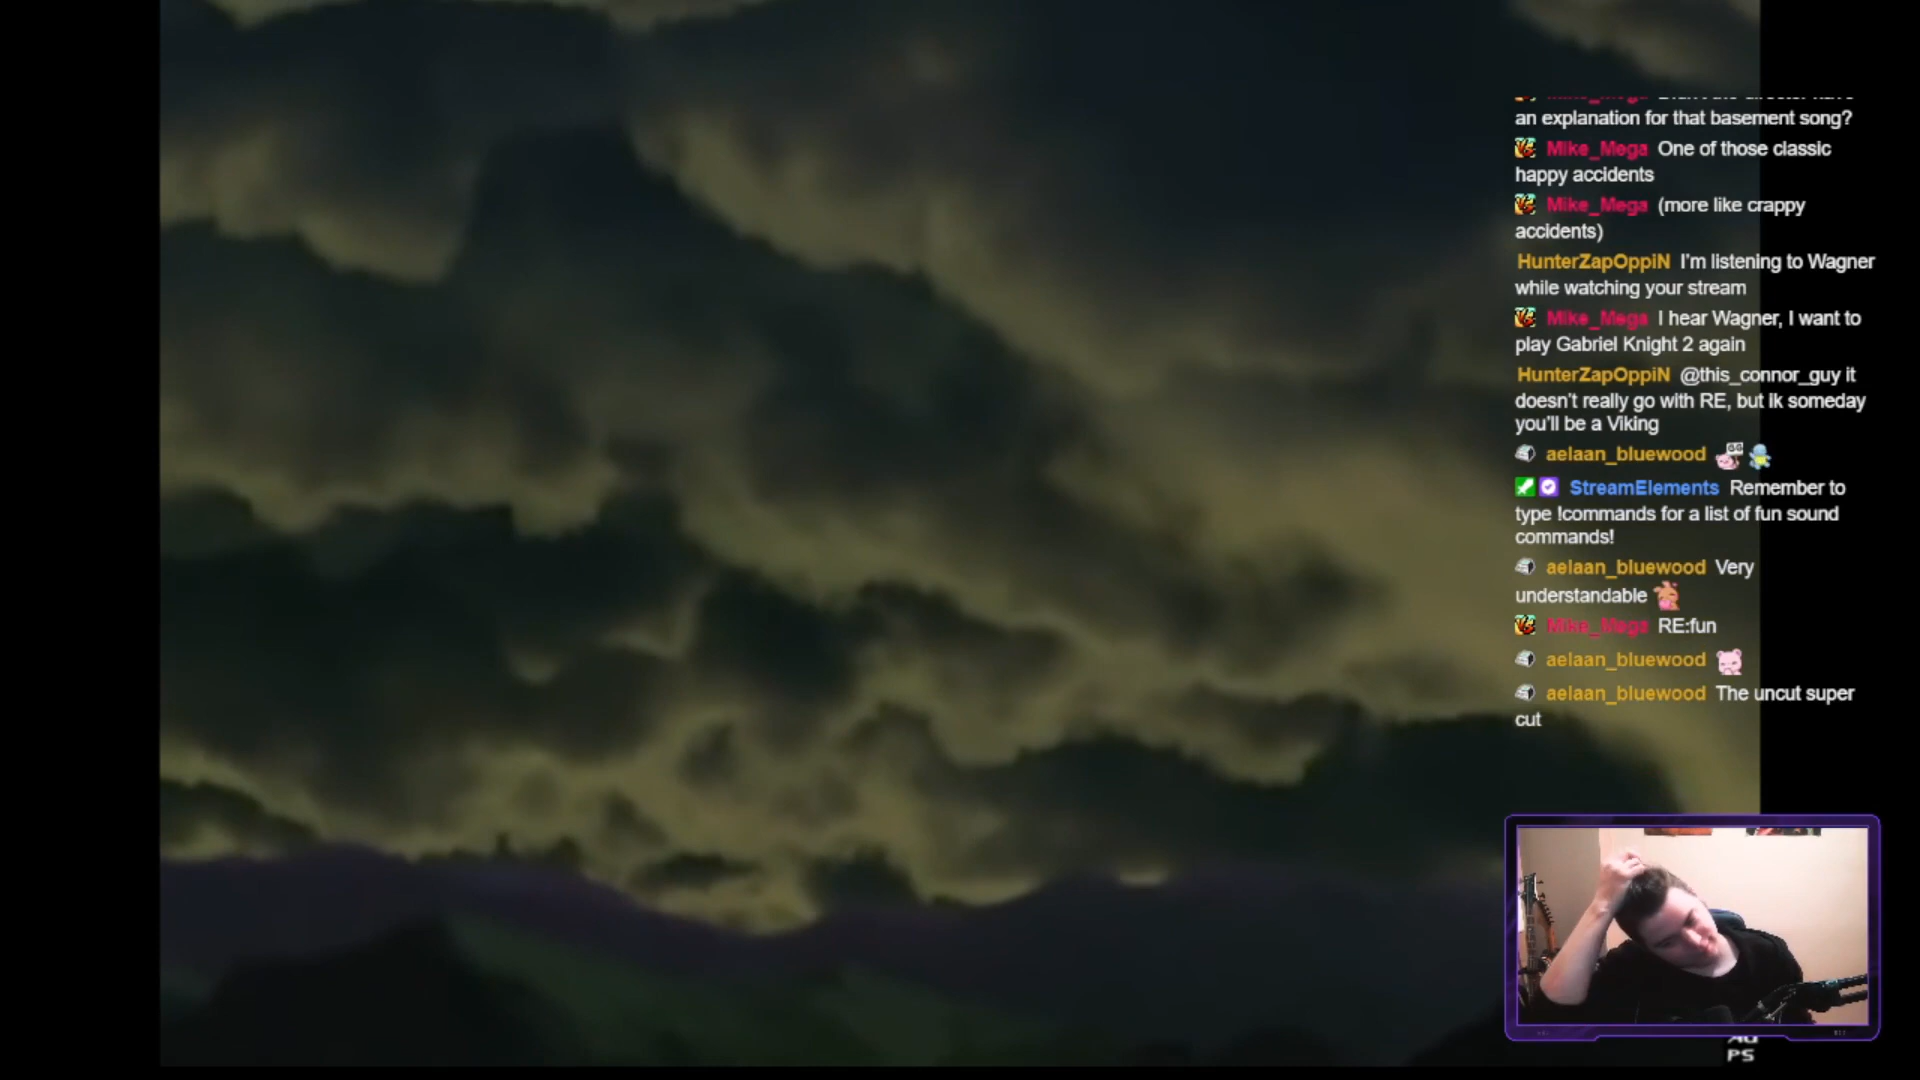 an explanation for that basement song?
Mike_Mega One of those classic
happy accidents
Mike_Mega (more like crappy
accidents)
HunterZapOppiN I'm listening to Wagner
while watching your stream
Mike_Mega I hear Wagner, I want to
play Gabriel Knight 2 again
HunterZapOppiN @this_connor_guy it
doesn't really go with RE, but Ik someday
you'll be a Viking
aelaan_bluewood
StreamElements Remember to
type !commands for a list of fun sound
commands!
aelaan_bluewood Very
understandable
Mike_Mega RE:fun
aelaan_bluewood
aelaan_bluewood The uncut super
cut
PS